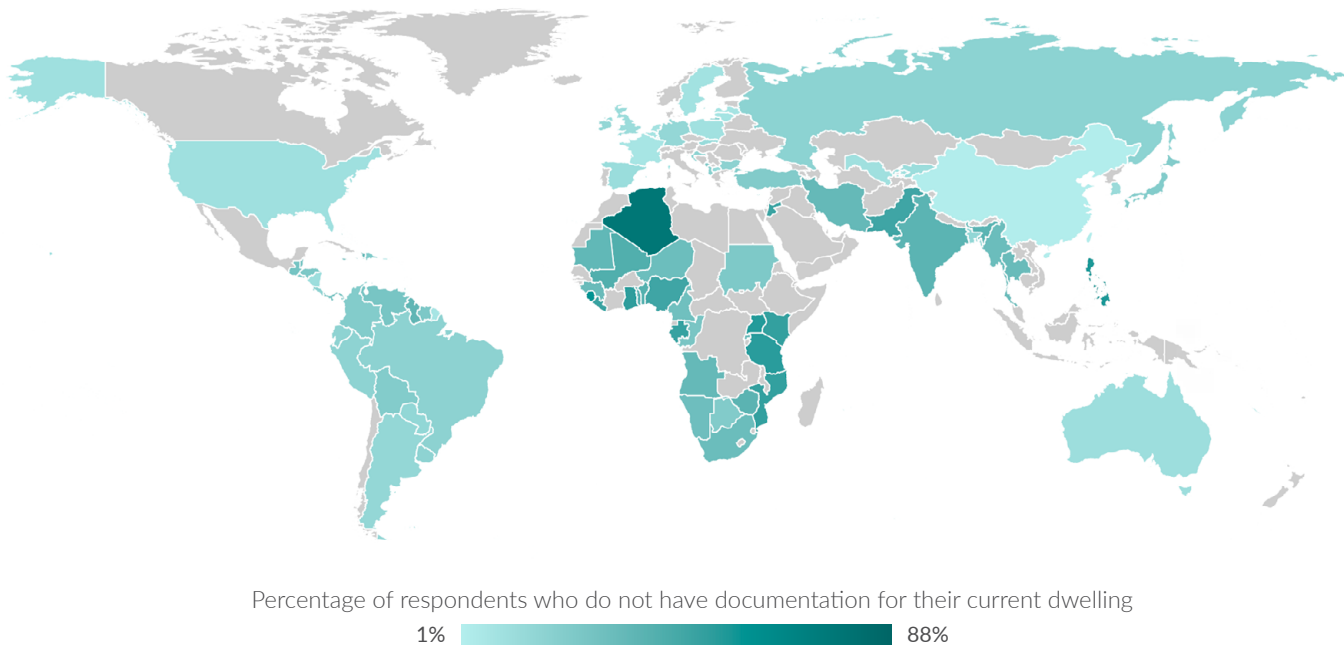 Percentage of respondents who do not have documentation for their current dwelling
1% 88%